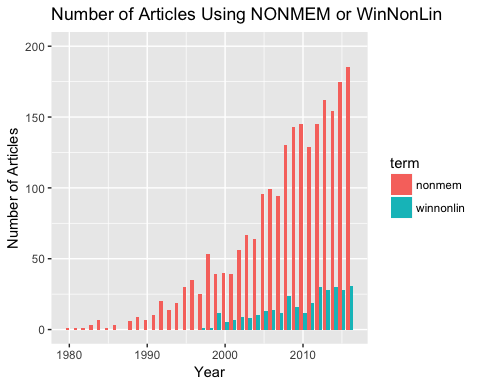 Number of Articles Using NONMEM or WinNonLin
200
150
100
50
0
Number of Articles
1980
1990
2000
2010
Year
term
nonmem
winnonlin